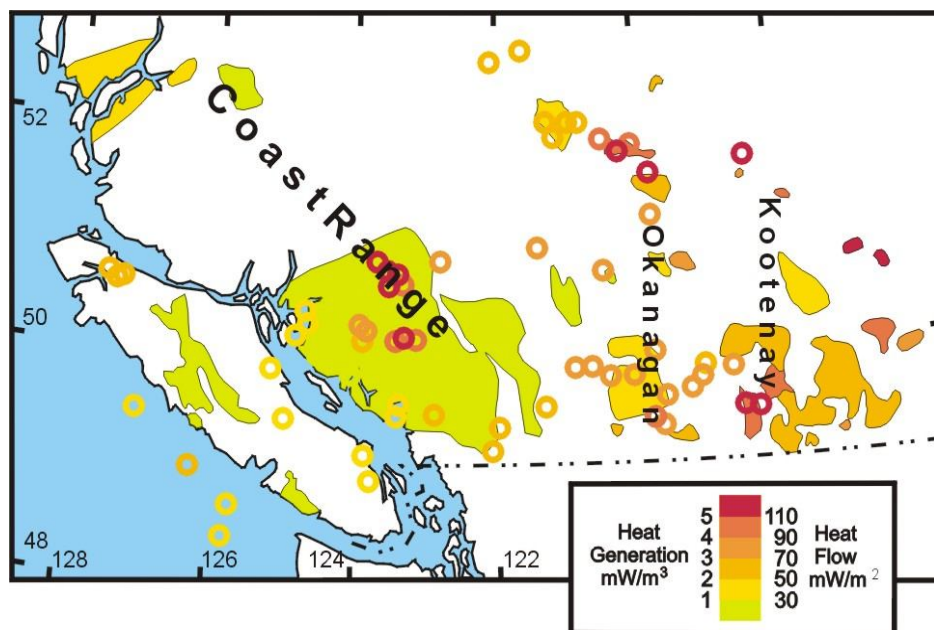 52
50
48
128
126
124
122
Coast Range
Okanagan
Kootenay
Heat
Generation
mW/m³
5
4
3
2
1
110
90
70
50
30
Heat
Flow
mW/m²